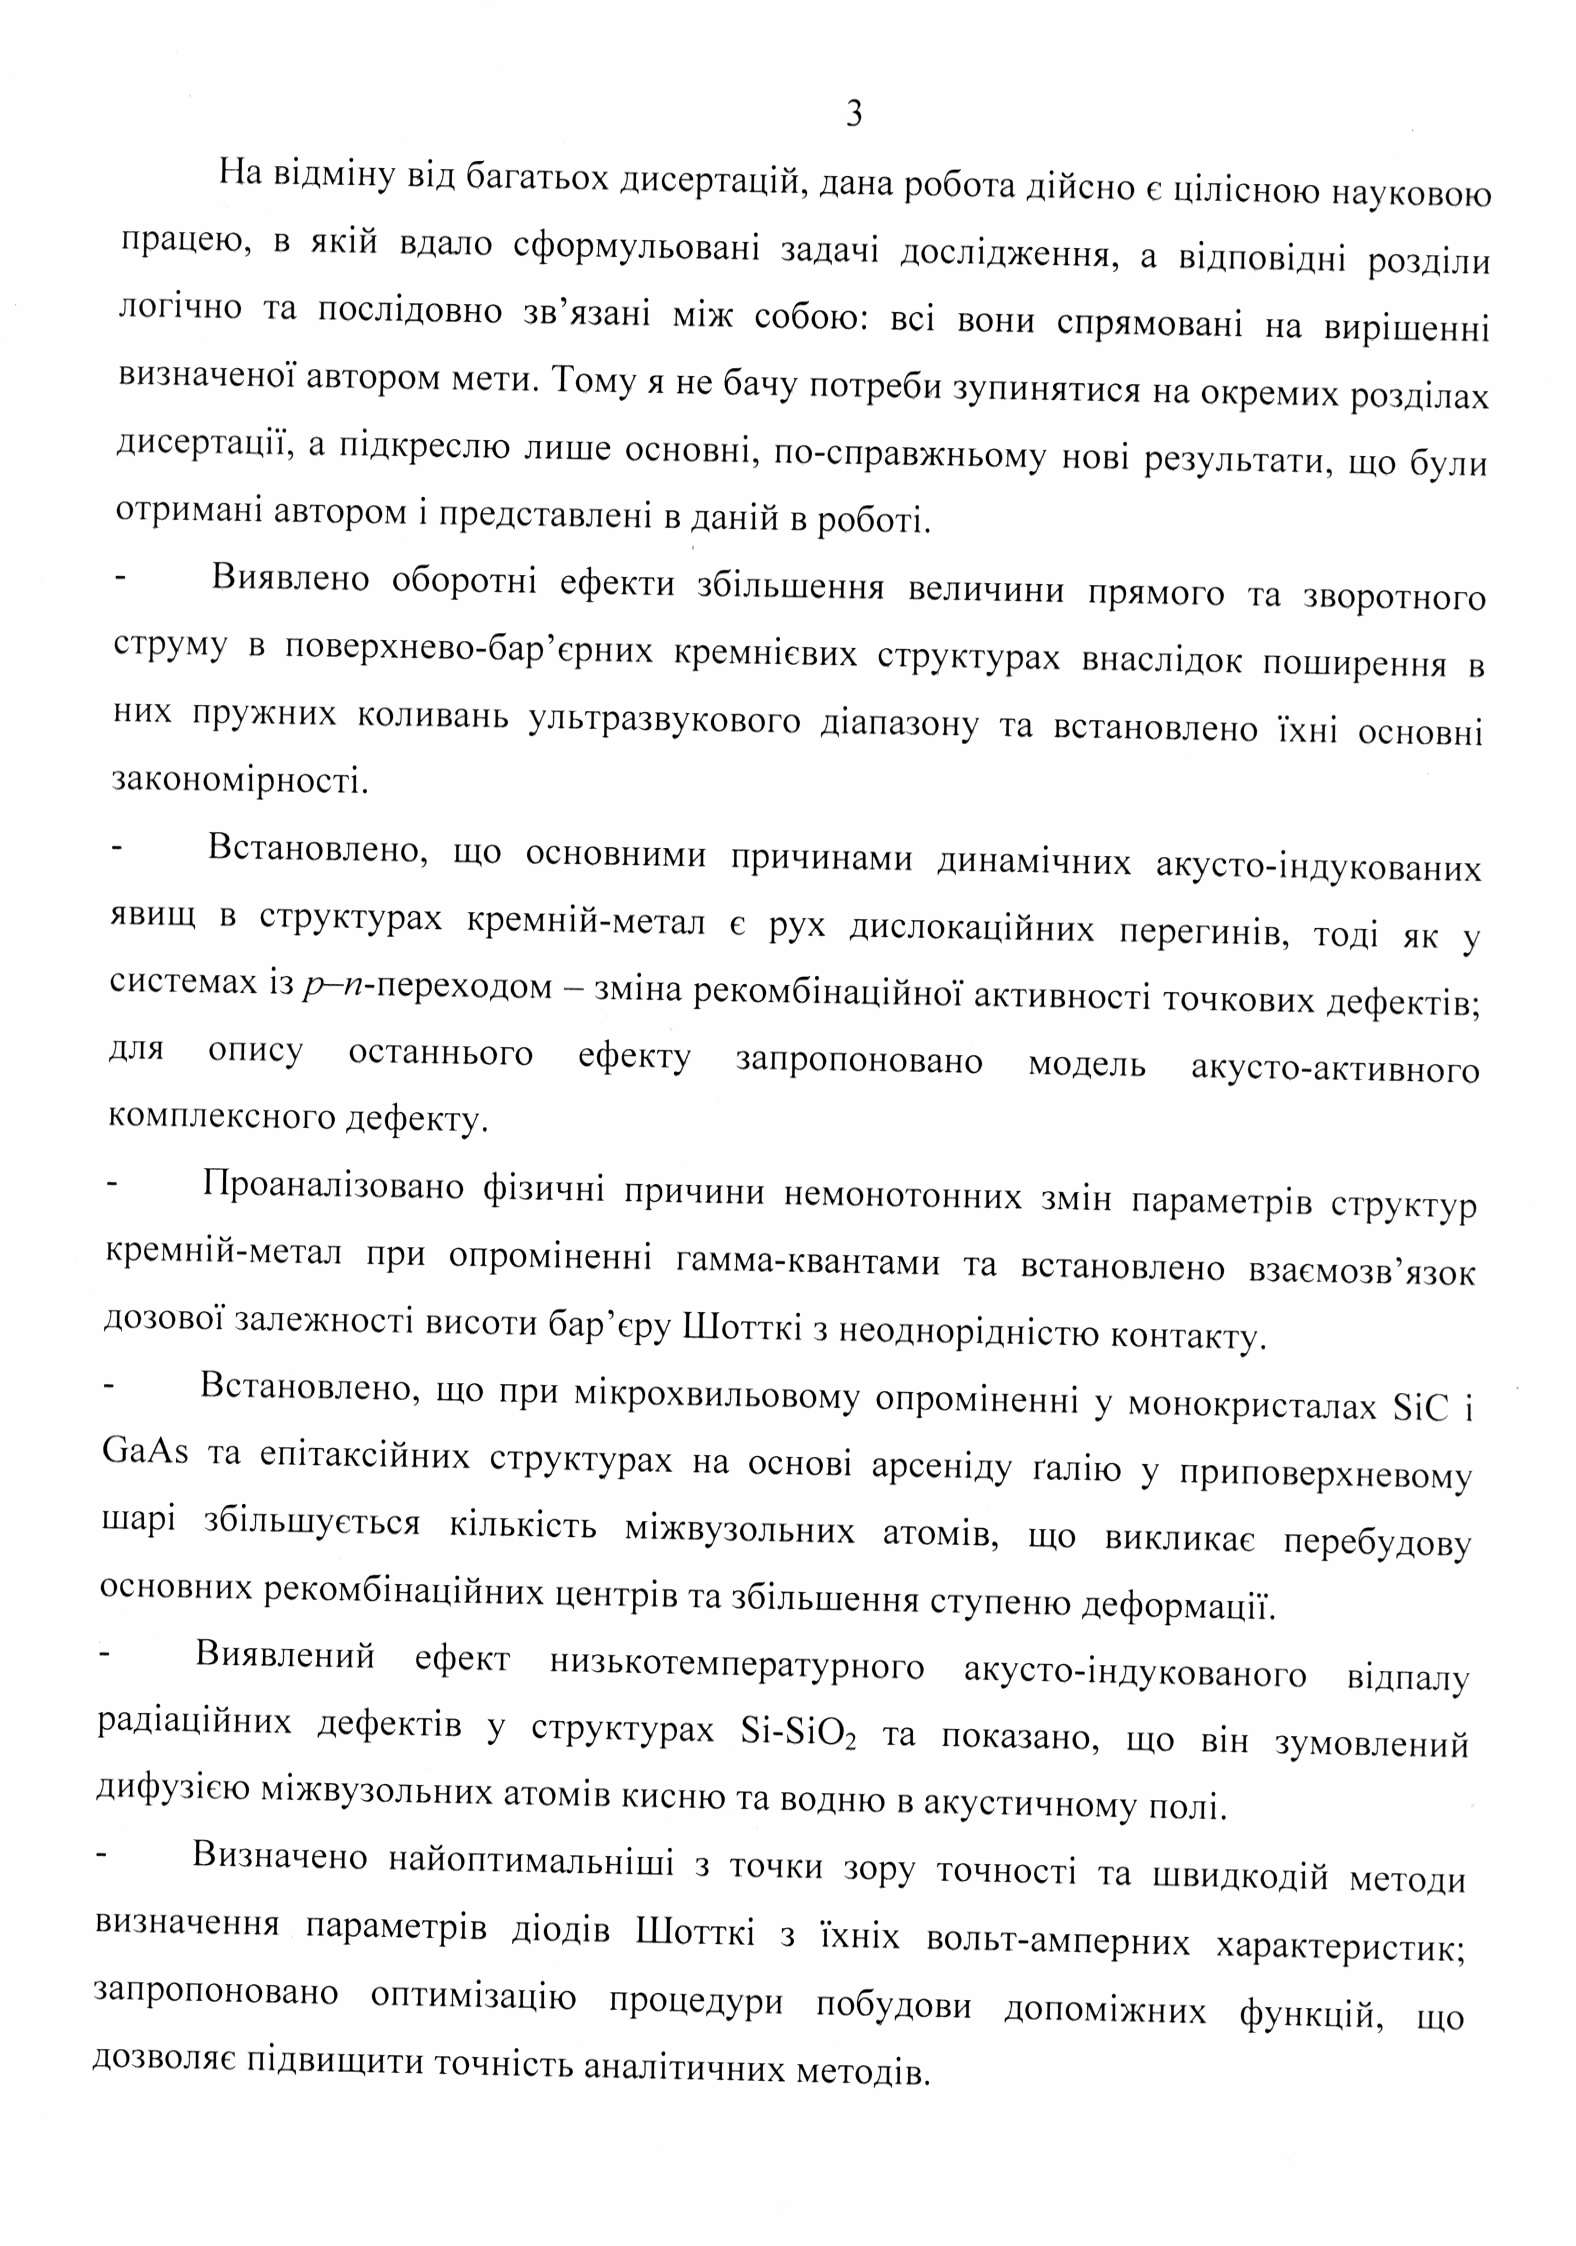 3
На відміну від багатьох дисертацій, дана робота дійсно є цілісною науковою
працею, в якій вдало сформульовані задачі дослідження, а відповідні розділи
логічно та послідовно зв’язані між собою: всі вони спрямовані на вирішенні
визначеної автором мети. Тому я не бачу потреби зупинятися на окремих розділах
дисертації, а підкреслю лише основні, по-справжньому нові результати, що були
отримані автором і представлені в даній в роботі.
- Виявлено оборотні ефекти збільшення величини прямого та зворотного
струму в поверхнево-бар’єрних кремнієвих структурах внаслідок поширення в
них пружних коливань ультразвукового діапазону та встановлено їхні основні
закономірності.
- Встановлено, що основними причинами динамічних акусто-індукованих
явищ в структурах кремній-метал є рух дислокаційних перегинів, тоді як у
системах із p–n-переходом – зміна рекомбінаційної активності точкових дефектів;
для опису останнього ефекту запропоновано модель акусто-активного
комплексного дефекту.
- Проаналізовано фізичні причини немонотонних змін параметрів структур
кремній-метал при опроміненні гамма-квантами та встановлено взаємозв’язок
дозової залежності висоти бар’єру Шотткі з неоднорідністю контакту.
- Встановлено, що при мікрохвильовому опроміненні у монокристалах SiC і
GaAs та епітаксійних структурах на основі арсеніду ґалію у приповерхневому
шарі збільшується кількість міжвузольних атомів, що викликає перебудову
основних рекомбінаційних центрів та збільшення ступеню деформації.
- Виявлений ефект низькотемпературного акусто-індукованого відпалу
радіаційних дефектів у структурах Si-SiO₂ та показано, що він зумовлений
дифузією міжвузольних атомів кисню та водню в акустичному полі.
- Визначено найоптимальніші з точки зору точності та швидкодій методи
визначення параметрів діодів Шотткі з їхніх вольт-амперних характеристик;
запропоновано оптимізацію процедури побудови допоміжних функцій, що
дозволяє підвищити точність аналітичних методів.